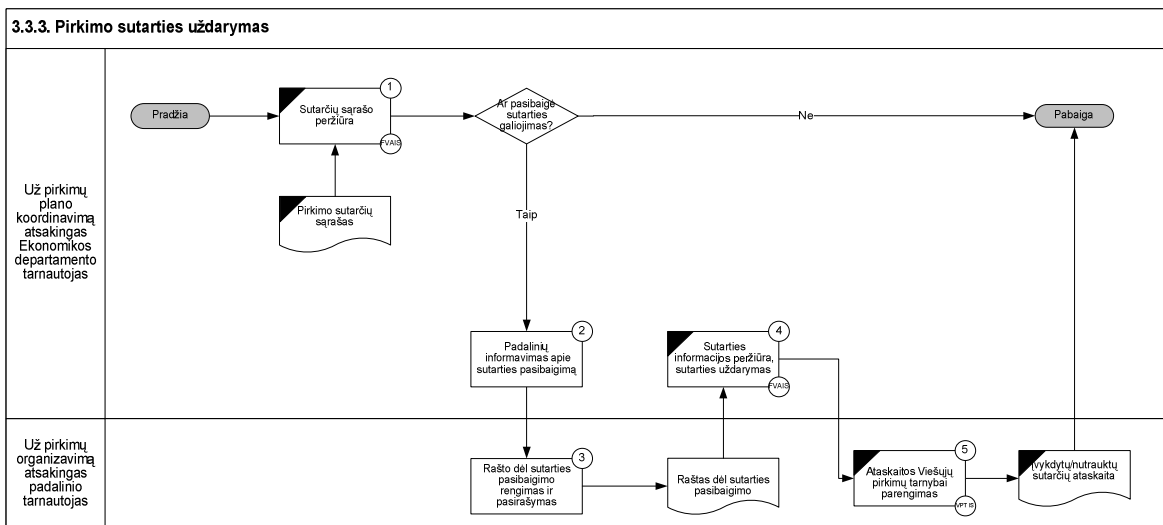 3.3.3. Pirkimo sutarties uždarymas
Už pirkimų
plano
koordinavimą
atsakingas
Ekonomikos
departamento
tarnautojas
Pradžia
1
Sutarčių sąrašo
peržiūra
FVAIS
Pirkimo sutarčių
sąrašas
Ar pasibaigė
sutarties
galiojimas?
Ne
Pabaiga
Taip
2
Padalinių
informavimas apie
sutarties pasibaigimą
4
Sutarties
informacijos peržiūra,
sutarties uždarymas
FVAIS
Už pirkimų
organizavimą
atsakingas
padalinio
tarnautojas
3
Rašto dėl sutarties
pasibaigimo
rengimas ir
pasirašymas
Raštas dėl sutarties
pasibaigimo
5
Ataskaitos Viešųjų
pirkimų tarnybai
parengimas
VPT IS
Įvykdytų/nutrauktų
sutarčių ataskaita